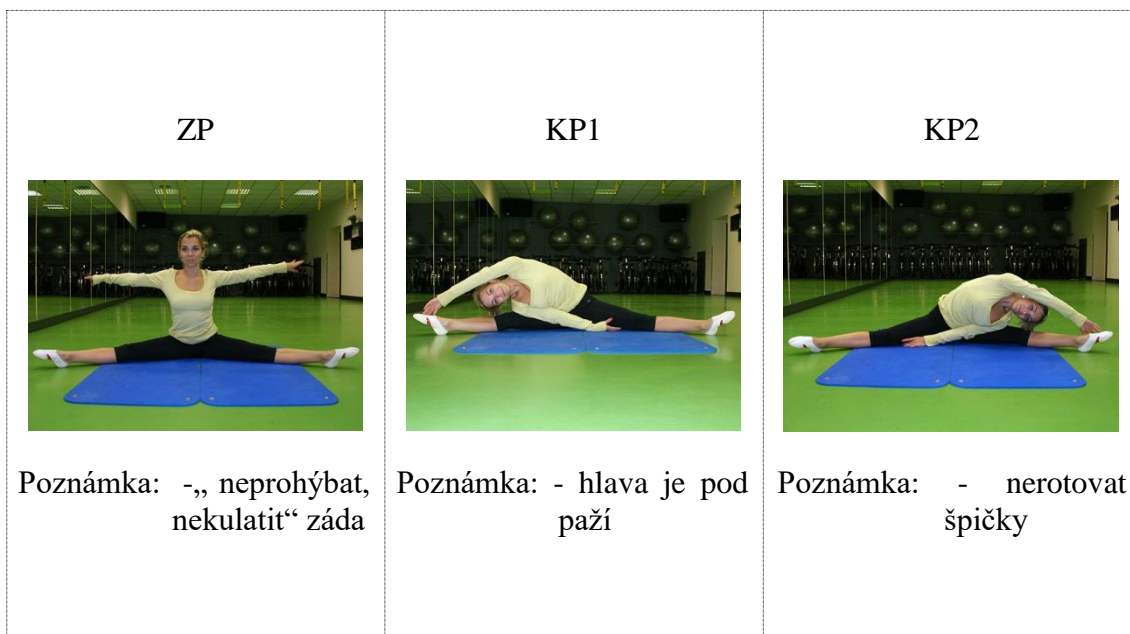 ZP
KP1
KP2
Poznámka: -„ neprohýbat,
nekulatit“ záda
Poznámka: - hlava je pod
paží
Poznámka: - nerotovat
špičky